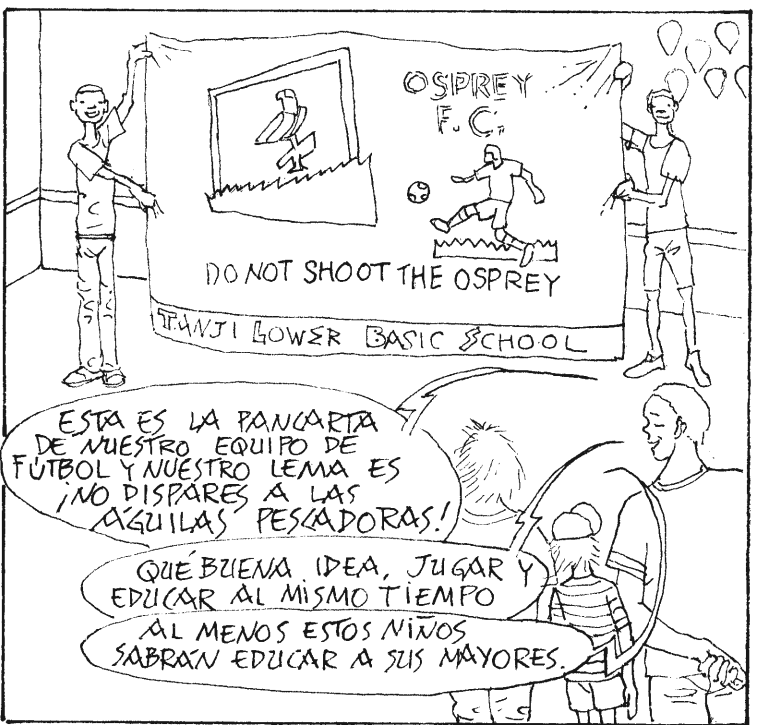 OSPREY
F.C.
DO NOT SHOOT THE OSPREY
TANJI LOWER BASIC SCHOOL
ESTA ES LA PANCARTA
DE NUESTRO EQUIPO DE
FÚTBOL Y NUESTRO LEMA ES
¡NO DISPARES A LAS
ÁGUILAS PESCADORAS!
QUÉ BUENA IDEA, JUGAR Y
EDUCAR AL MISMO TIEMPO
AL MENOS ESTOS NIÑOS
SABRÁN EDUCAR A SUS MAYORES.